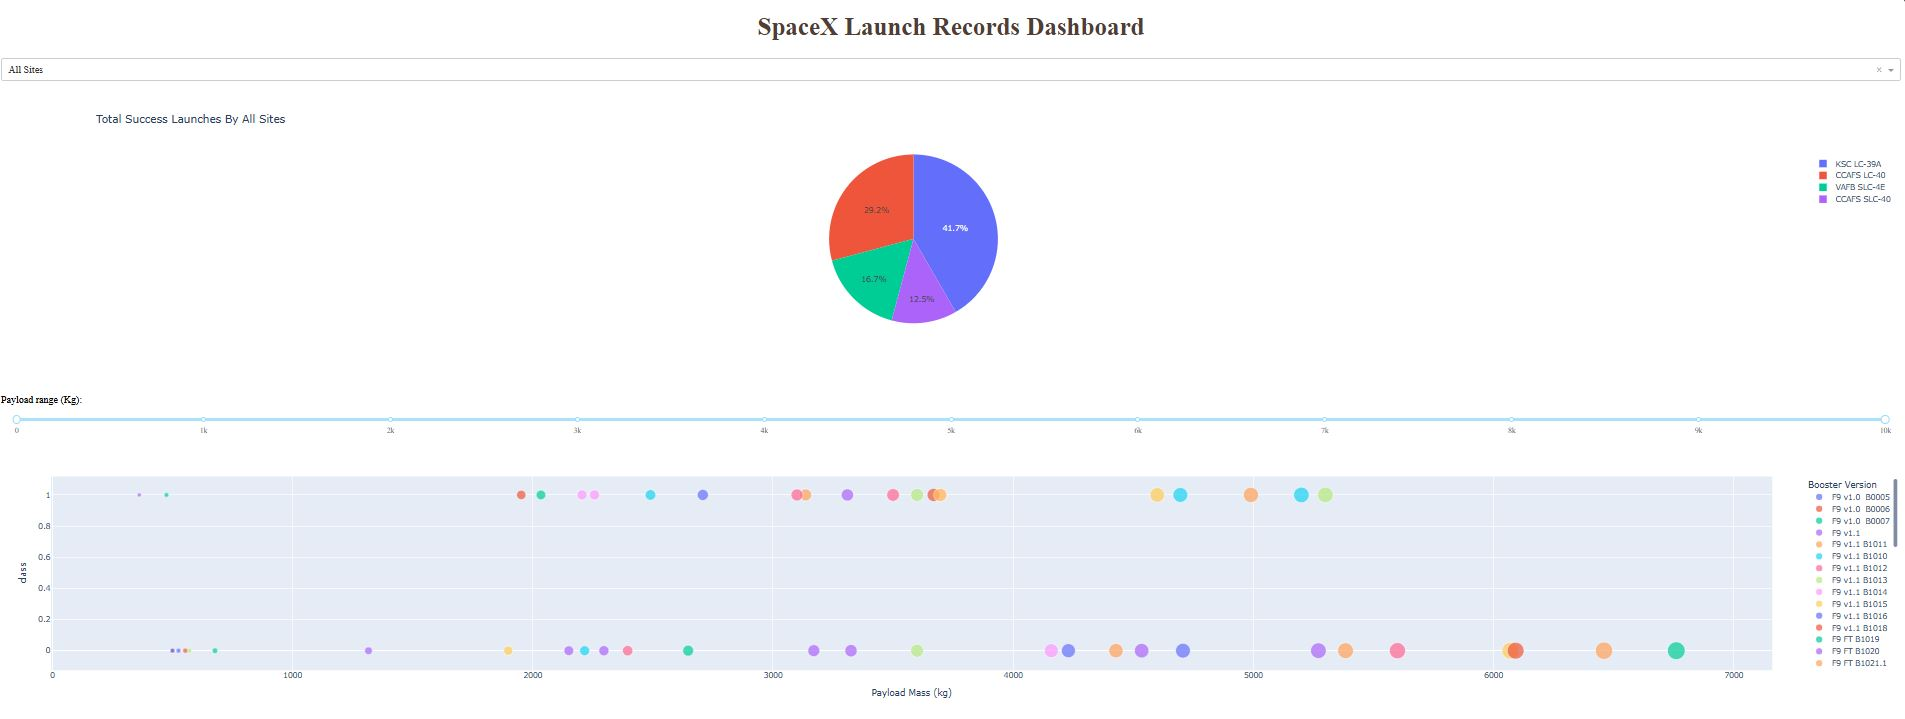 SpaceX Launch Records Dashboard
All Sites
Total Success Launches By All Sites
KSC LC-39A
CCAFS LC-40
VAFB SLC-4E
CCAFS SLC-40
29.2%
41.7%
16.7%
12.5%
Payload range (Kg):
0 1k 2k 3k 4k 5k 6k 7k 8k 9k 10k
Booster Version
F9 v1.0 B0005
F9 v1.0 B0006
F9 v1.0 B0007
F9 v1.1
F9 v1.1 B1011
F9 v1.1 B1010
F9 v1.1 B1012
F9 v1.1 B1013
F9 v1.1 B1014
F9 v1.1 B1015
F9 v1.1 B1016
F9 v1.1 B1018
F9 FT B1019
F9 FT B1020
F9 FT B1021.1
class
1
0.8
0.6
0.4
0.2
0
0 1000 2000 3000 4000 5000 6000 7000
Payload Mass (kg)